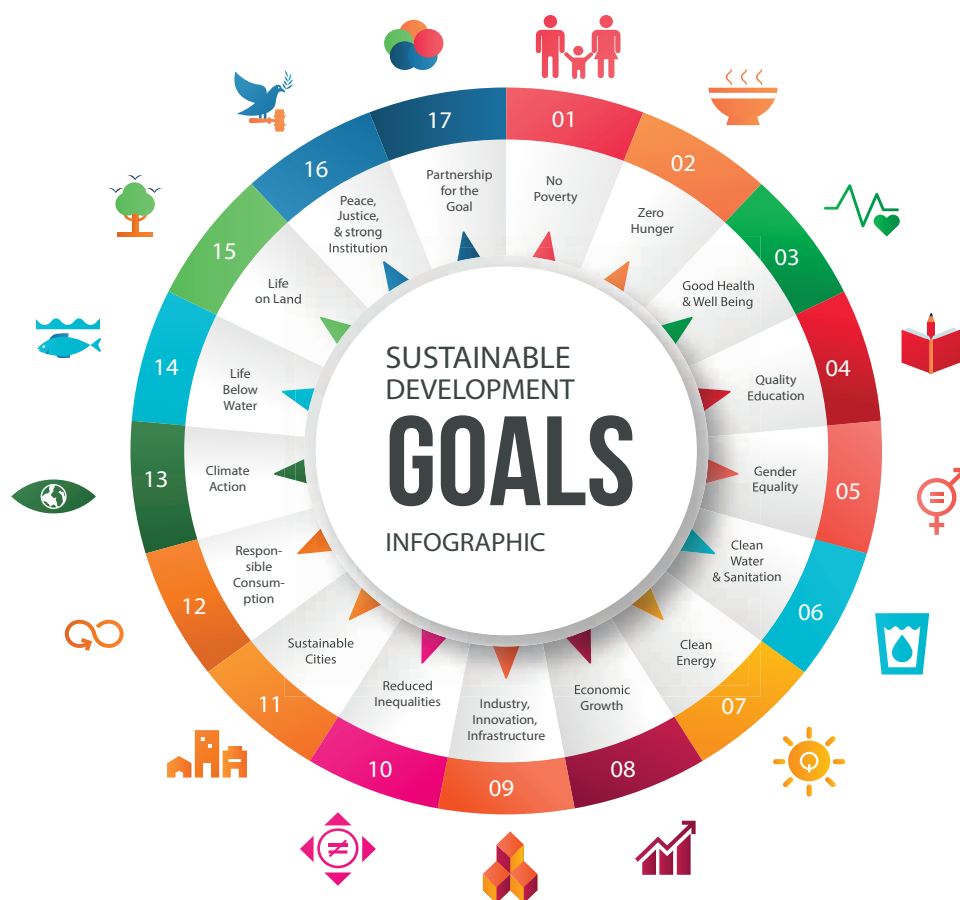 SUSTAINABLE
DEVELOPMENT
GOALS
INFOGRAPHIC
01
No
Poverty
02
Zero
Hunger
03
Good Health
& Well Being
04
Quality
Education
05
Gender
Equality
06
Clean
Water
& Sanitation
07
Clean
Energy
08
Economic
Growth
09
Industry,
Innovation,
Infrastructure
10
Reduced
Inequalities
11
Sustainable
Cities
12
Respon-
sible
Consum-
ption
13
Climate
Action
14
Life
Below
Water
15
Life
on Land
16
Peace,
Justice,
& strong
Institution
17
Partnership
for the
Goal